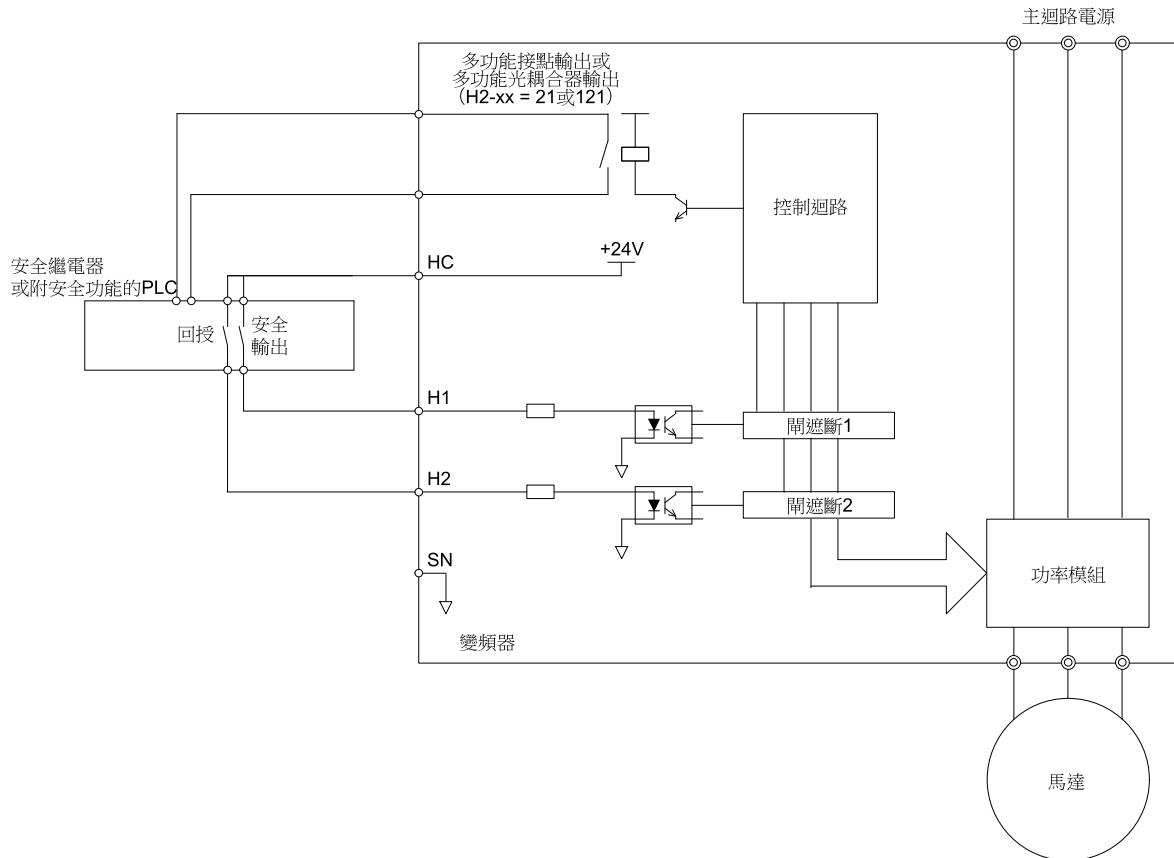 主迴路電源
多功能接點輸出或
多功能光耦合器輸出
（H2-xx = 21或121）
控制迴路
+24V
HC
安全繼電器
或附安全功能的PLC
回授
安全
輸出
H1
閘遮斷1
H2
閘遮斷2
SN
功率模組
變頻器
馬達